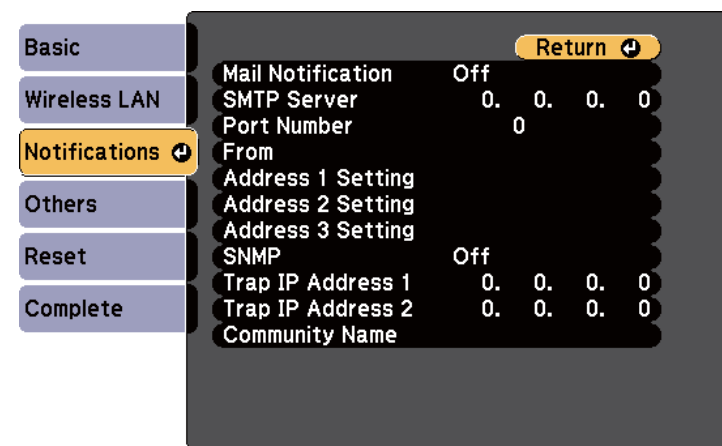 Basic
Wireless LAN
Notifications
Others
Reset
Complete
Return
Mail Notification Off
SMTP Server 0. 0. 0. 0
Port Number 0
From
Address 1 Setting
Address 2 Setting
Address 3 Setting
SNMP Off
Trap IP Address 1 0. 0. 0. 0
Trap IP Address 2 0. 0. 0. 0
Community Name